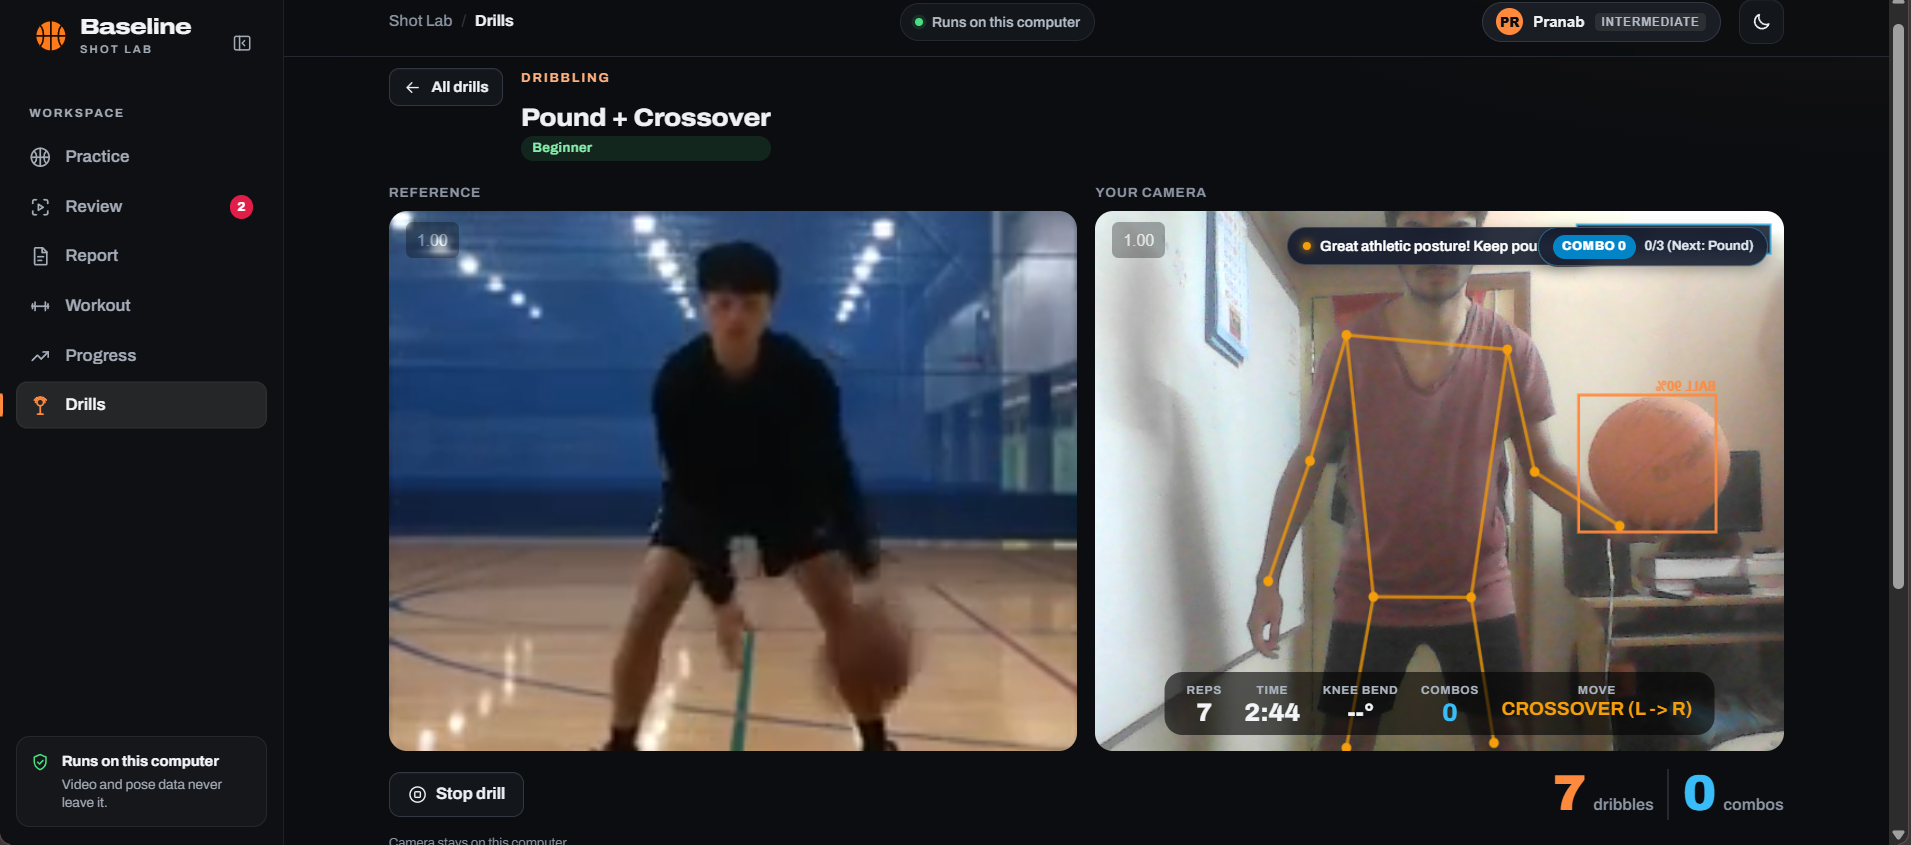 Baseline
SHOT LAB
WORKSPACE
Practice
Review
2
Report
Workout
Progress
Drills
Runs on this computer
Video and pose data never
leave it.
Shot Lab / Drills
Runs on this computer
PR Pranab INTERMEDIATE
All drills
DRIBBLING
Pound + Crossover
Beginner
REFERENCE
1.00
YOUR CAMERA
1.00
Great athletic posture! Keep pou
COMBO 0 0/3 (Next: Pound)
BALL 90%
REPS TIME KNEE BEND COMBOS MOVE
7 2:44 --° 0 CROSSOVER (L -> R)
Stop drill
7 dribbles 0 combos
Camera stays on this computer